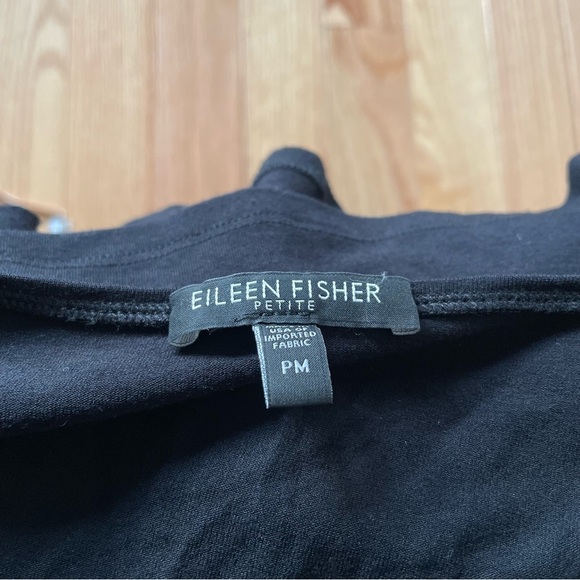 EILEEN FISHER
PETITE
USA OF
IMPORTED
FABRIC
PM